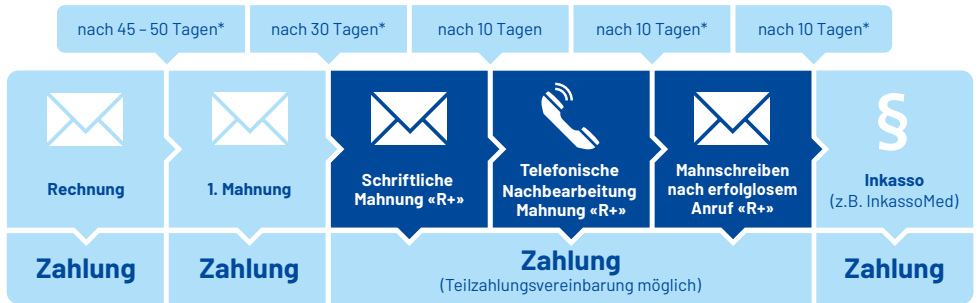 nach 45 – 50 Tagen*
nach 30 Tagen*
nach 10 Tagen
nach 10 Tagen*
nach 10 Tagen*
Rechnung
1. Mahnung
Schriftliche
Mahnung «R+»
Telefonische
Nachbearbeitung
Mahnung «R+»
Mahnschreiben
nach erfolglosem
Anruf «R+»
§
Inkasso
(z.B. InkassoMed)
Zahlung
Zahlung
Zahlung
(Teilzahlungsvereinbarung möglich)
Zahlung